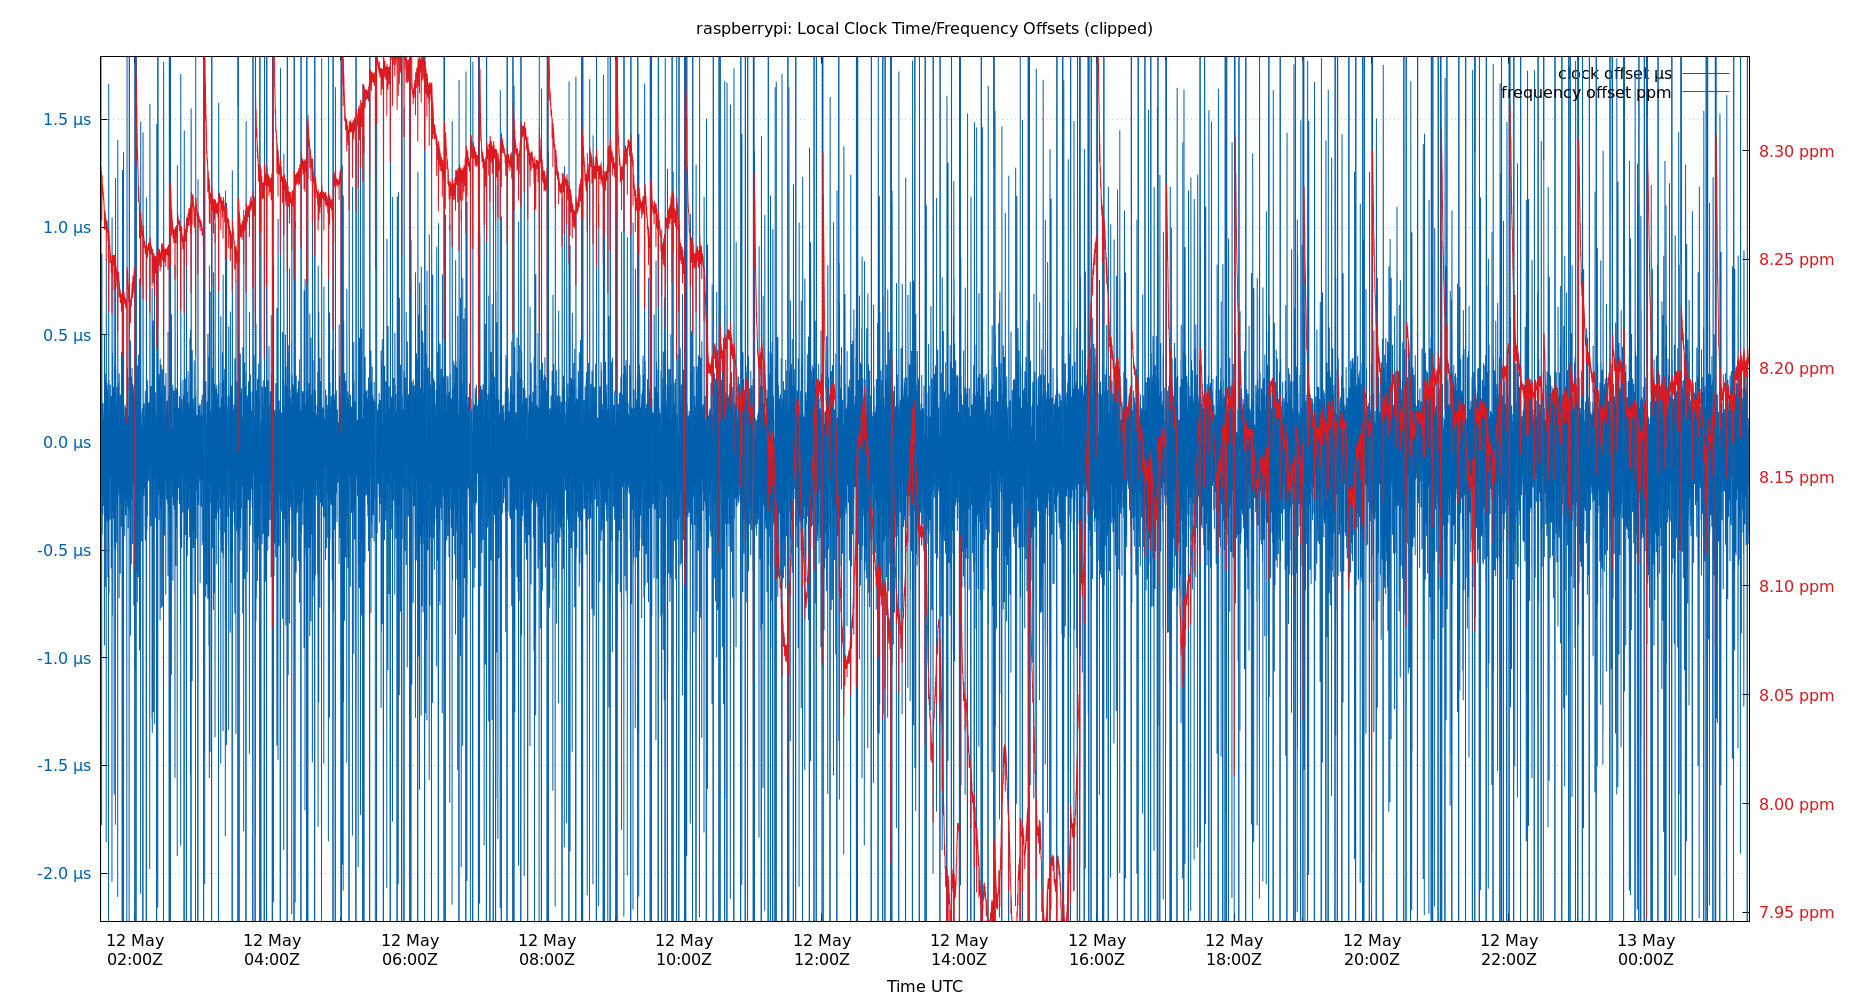 raspberrypi: Local Clock Time/Frequency Offsets (clipped)
clock offset µs
frequency offset ppm
1.5 µs
1.0 µs
0.5 µs
0.0 µs
-0.5 µs
-1.0 µs
-1.5 µs
-2.0 µs
8.30 ppm
8.25 ppm
8.20 ppm
8.15 ppm
8.10 ppm
8.05 ppm
8.00 ppm
7.95 ppm
12 May 12 May 12 May 12 May 12 May 12 May 12 May 12 May 12 May 12 May 12 May 13 May
02:00Z 04:00Z 06:00Z 08:00Z 10:00Z 12:00Z 14:00Z 16:00Z 18:00Z 20:00Z 22:00Z 00:00Z
Time UTC